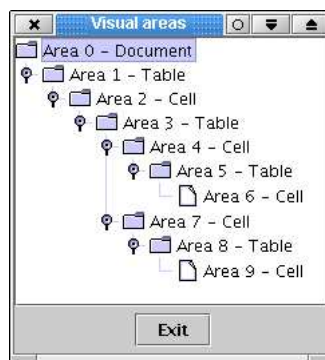 Visual areas
Area 0 – Document
Area 1 – Table
Area 2 – Cell
Area 3 – Table
Area 4 – Cell
Area 5 – Table
Area 6 – Cell
Area 7 – Cell
Area 8 – Table
Area 9 – Cell
Exit